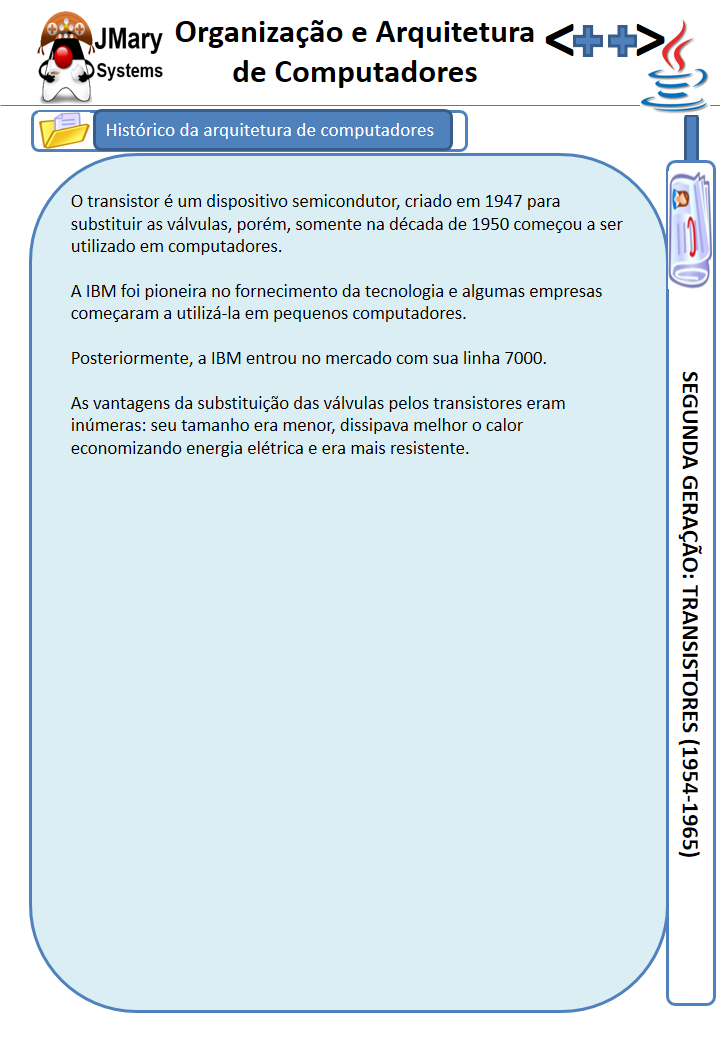 JMary
Systems
Organização e Arquitetura
de Computadores
<++>
Histórico da arquitetura de computadores
O transistor é um dispositivo semicondutor, criado em 1947 para
substituir as válvulas, porém, somente na década de 1950 começou a ser
utilizado em computadores.
A IBM foi pioneira no fornecimento da tecnologia e algumas empresas
começaram a utilizá-la em pequenos computadores.
Posteriormente, a IBM entrou no mercado com sua linha 7000.
As vantagens da substituição das válvulas pelos transistores eram
inúmeras: seu tamanho era menor, dissipava melhor o calor
economizando energia elétrica e era mais resistente.
SEGUNDA GERAÇÃO: TRANSISTORES (1954-1965)